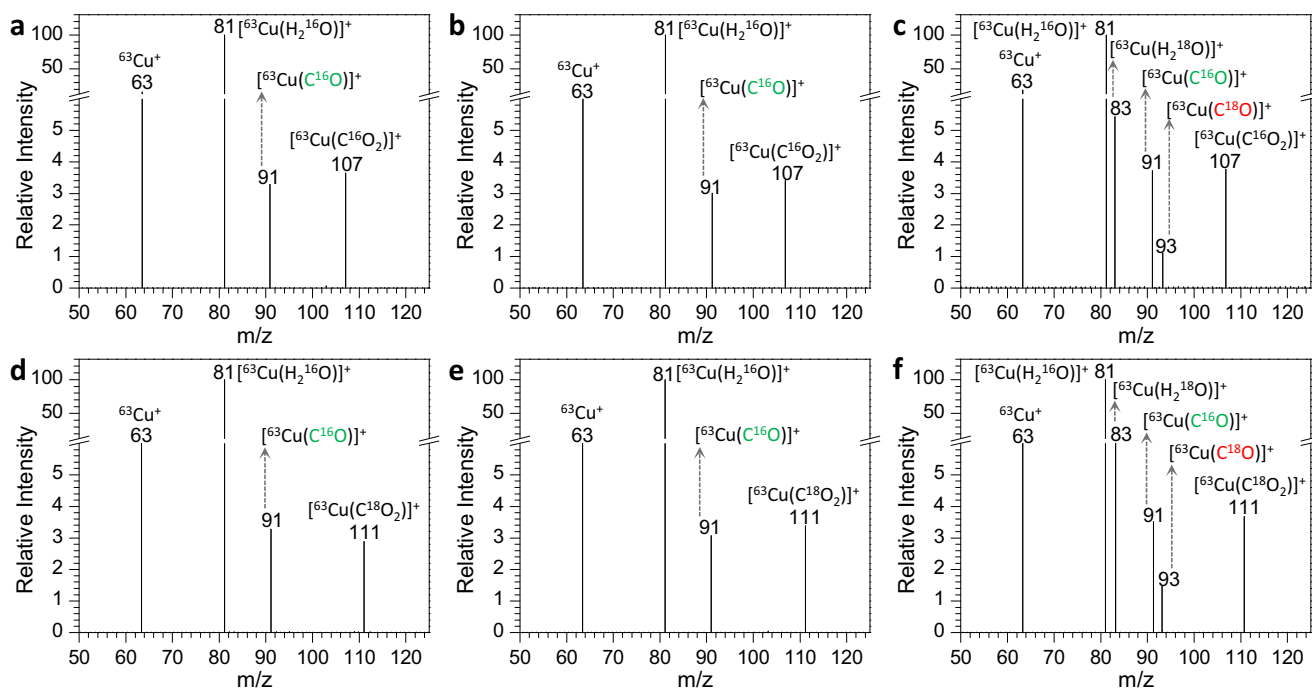 a
81 [⁶³Cu(H₂¹⁶O)]⁺
⁶³Cu⁺
63
[⁶³Cu(C¹⁶O)]⁺
[⁶³Cu(C¹⁶O₂)]⁺
107
91
Relative Intensity
100
50
5
4
3
2
1
0
50 60 70 80 90 100 110 120
m/z
b
81 [⁶³Cu(H₂¹⁶O)]⁺
⁶³Cu⁺
63
[⁶³Cu(C¹⁶O)]⁺
[⁶³Cu(C¹⁶O₂)]⁺
107
91
Relative Intensity
100
50
5
4
3
2
1
0
50 60 70 80 90 100 110 120
m/z
c
[⁶³Cu(H₂¹⁶O)]⁺ 81
[⁶³Cu(H₂¹⁸O)]⁺
⁶³Cu⁺
63
[⁶³Cu(C¹⁶O)]⁺
83
[⁶³Cu(C¹⁸O)]⁺
[⁶³Cu(C¹⁶O₂)]⁺
91
107
93
Relative Intensity
100
50
5
4
3
2
1
0
50 60 70 80 90 100 110 120
m/z
d
81 [⁶³Cu(H₂¹⁶O)]⁺
⁶³Cu⁺
63
[⁶³Cu(C¹⁶O)]⁺
[⁶³Cu(C¹⁸O₂)]⁺
111
91
Relative Intensity
100
50
5
4
3
2
1
0
50 60 70 80 90 100 110 120
m/z
e
81 [⁶³Cu(H₂¹⁶O)]⁺
⁶³Cu⁺
63
[⁶³Cu(C¹⁶O)]⁺
[⁶³Cu(C¹⁸O₂)]⁺
111
91
Relative Intensity
100
50
5
4
3
2
1
0
50 60 70 80 90 100 110 120
m/z
f
[⁶³Cu(H₂¹⁶O)]⁺ 81
[⁶³Cu(H₂¹⁸O)]⁺
⁶³Cu⁺
63
83
[⁶³Cu(C¹⁶O)]⁺
[⁶³Cu(C¹⁸O)]⁺
[⁶³Cu(C¹⁸O₂)]⁺
91
111
93
Relative Intensity
100
50
5
4
3
2
1
0
50 60 70 80 90 100 110 120
m/z